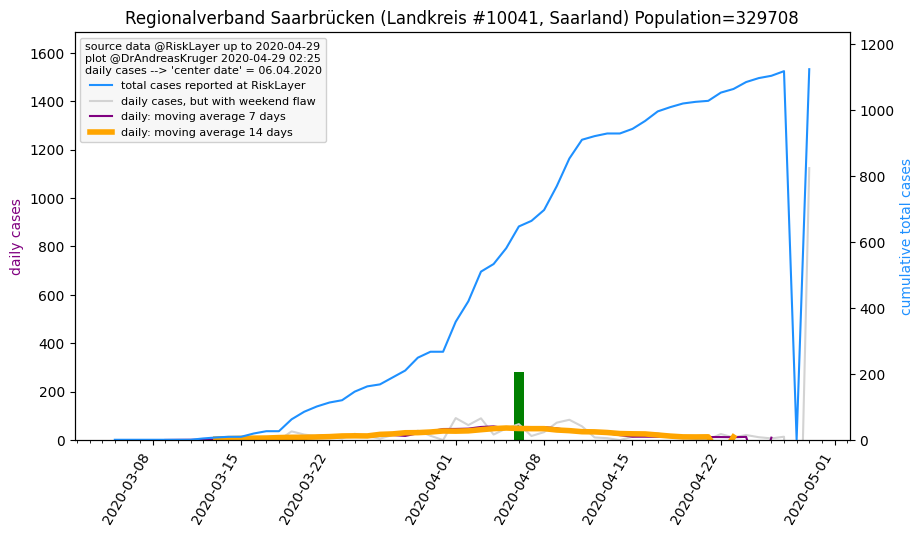 Regionalverband Saarbrücken (Landkreis #10041, Saarland) Population=329708
source data @RiskLayer up to 2020-04-29
plot @DrAndreasKruger 2020-04-29 02:25
daily cases --> 'center date' = 06.04.2020
total cases reported at RiskLayer
daily cases, but with weekend flaw
daily: moving average 7 days
daily: moving average 14 days
daily cases
1600
1400
1200
1000
800
600
400
200
0
cumulative total cases
1200
1000
800
600
400
200
0
2020-03-08
2020-03-15
2020-03-22
2020-04-01
2020-04-08
2020-04-15
2020-04-22
2020-05-01